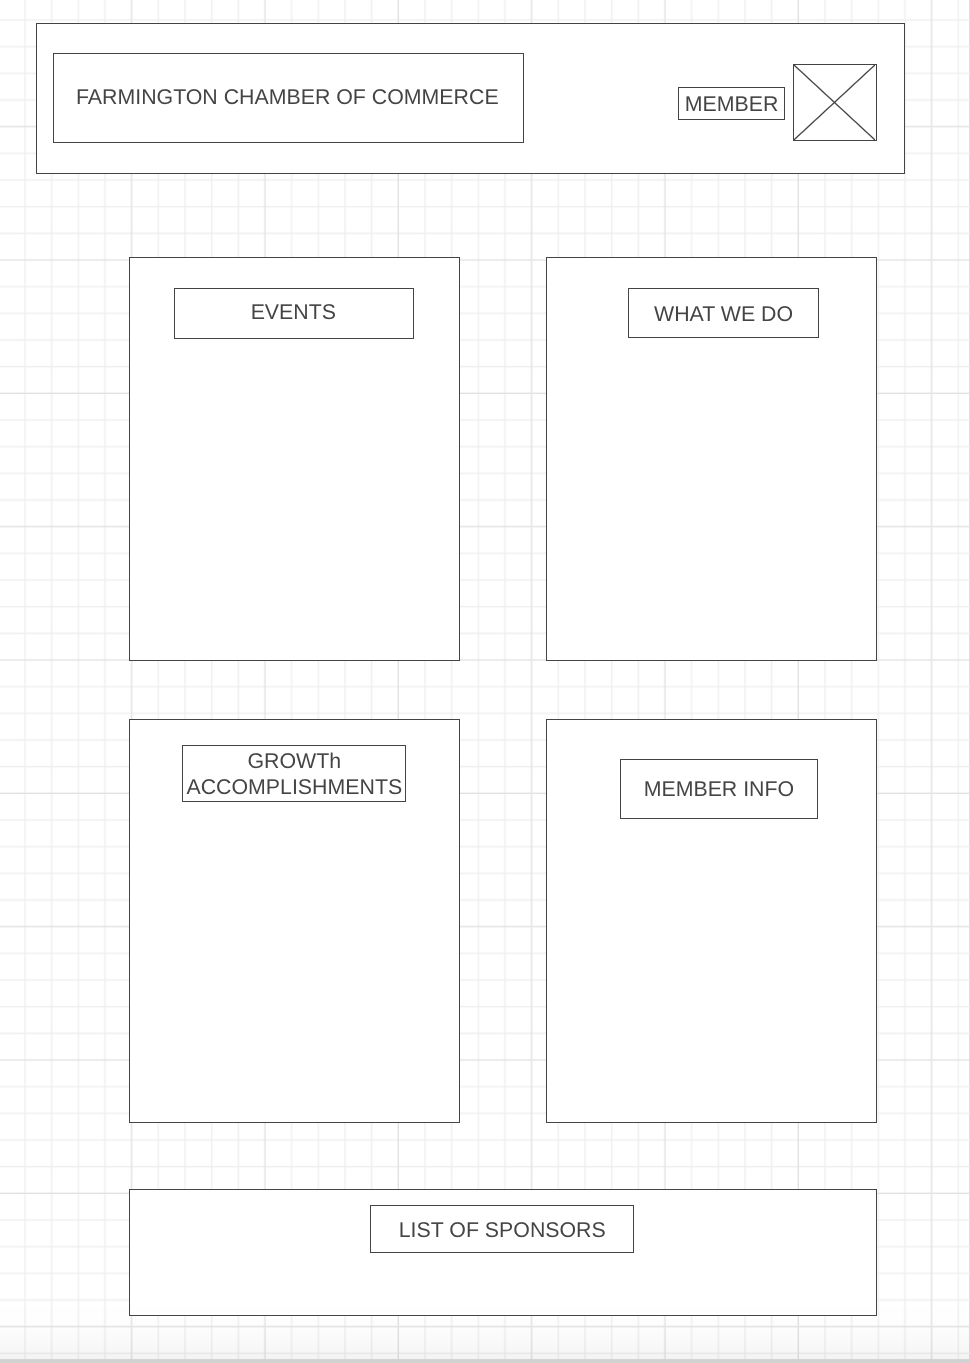 FARMINGTON CHAMBER OF COMMERCE
MEMBER
EVENTS
WHAT WE DO
GROWTh
ACCOMPLISHMENTS
MEMBER INFO
LIST OF SPONSORS